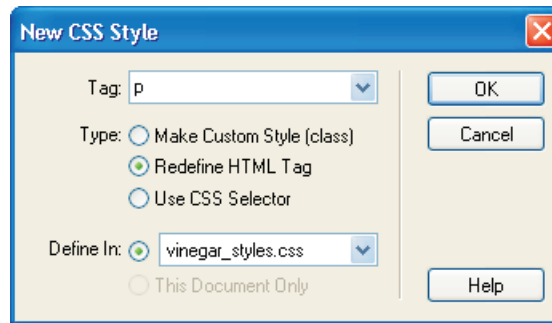 New CSS Style
Tag: p
OK
Type: Make Custom Style (class)
Cancel
Redefine HTML Tag
Use CSS Selector
Define In: vinegar_styles.css
This Document Only
Help